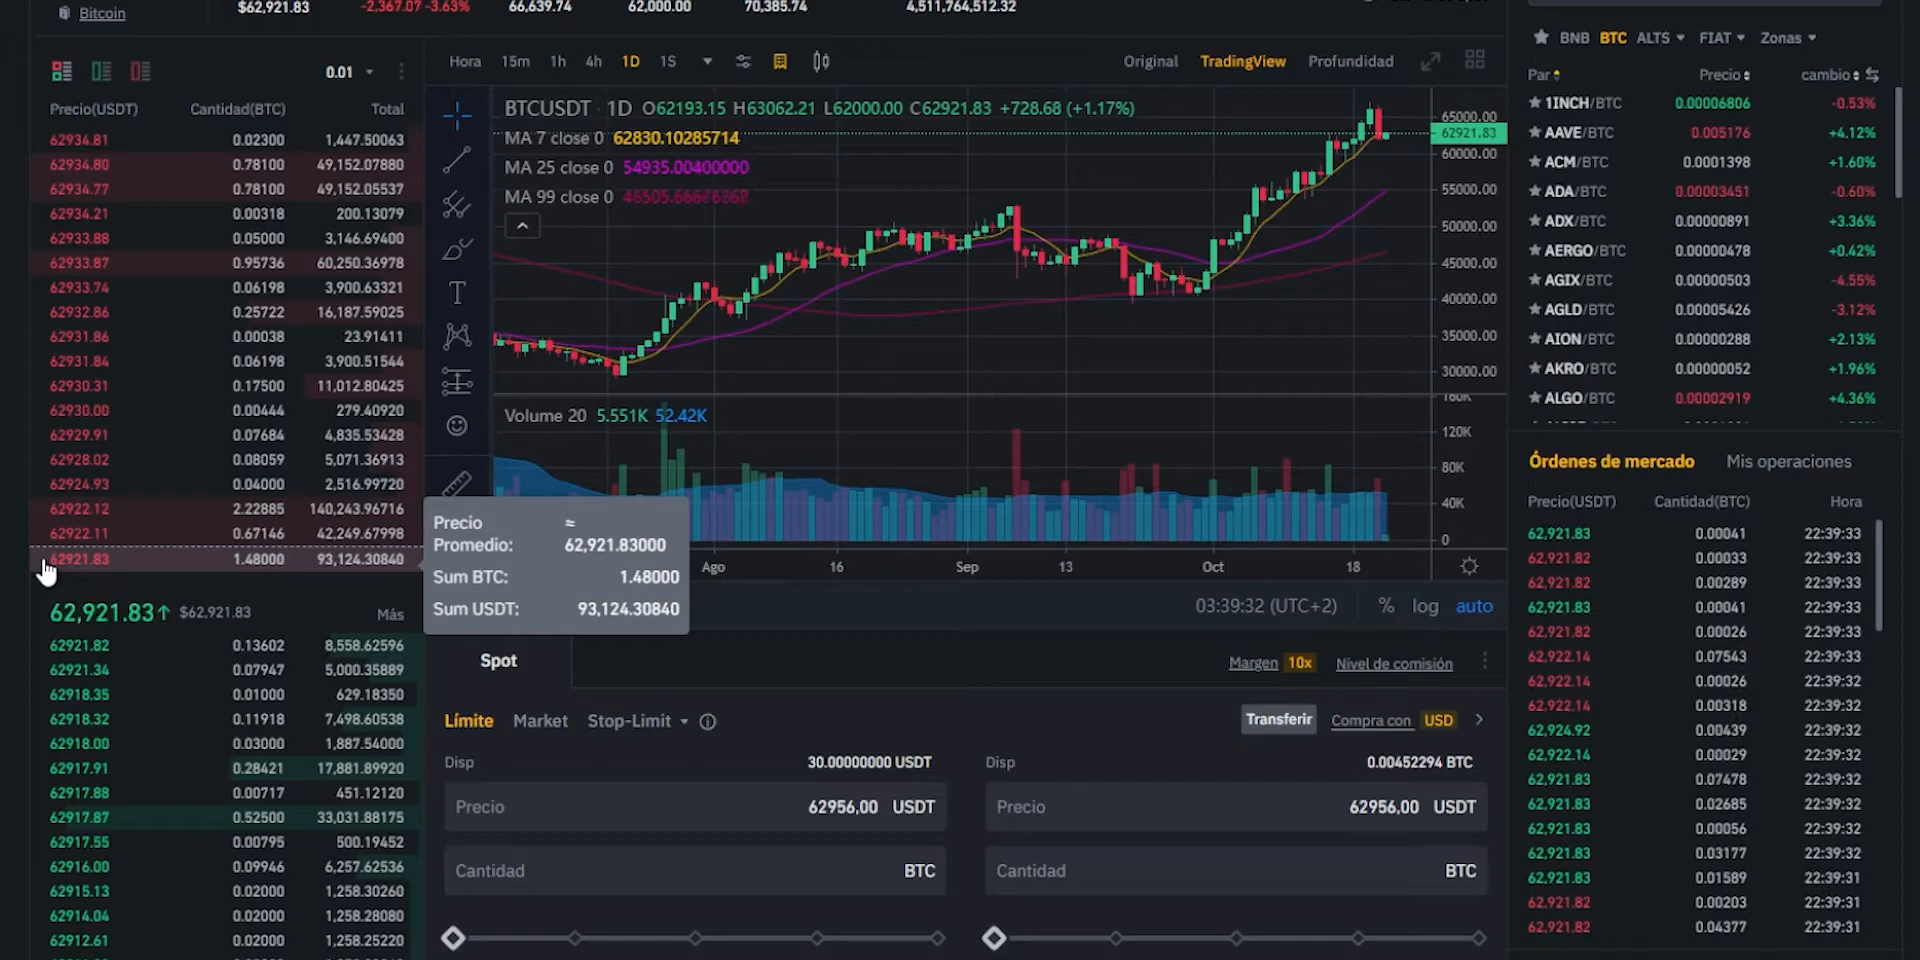 Bitcoin
$62,921.83 -2,367.07 -3.63% 66,639.74 62,000.00 70,385.74 4,511,764,512.32
0.01
Precio(USDT) Cantidad(BTC) Total
62934.81 0.02300 1,447.50063
62934.80 0.78100 49,152.07880
62934.77 0.78100 49,152.05537
62934.21 0.00318 200.13079
62933.88 0.05000 3,146.69400
62933.87 0.95736 60,250.36978
62933.74 0.06198 3,900.63321
62932.86 0.25722 16,187.59025
62931.86 0.00038 23.91411
62931.84 0.06198 3,900.51544
62930.31 0.17500 11,012.80425
62930.00 0.00444 279.40920
62929.91 0.07684 4,835.53428
62928.02 0.08059 5,071.36913
62924.93 0.04000 2,516.99720
62922.12 2.22885 140,243.96716
62922.11 0.67146 42,249.67998
62921.83 1.48000 93,124.30840
62,921.83↑ $62,921.83 Más
62921.82 0.13602 8,558.62596
62921.34 0.07947 5,000.35889
62918.35 0.01000 629.18350
62918.32 0.11918 7,498.60538
62918.00 0.03000 1,887.54000
62917.91 0.28421 17,881.89920
62917.88 0.00717 451.12120
62917.87 0.52500 33,031.88175
62917.55 0.00795 500.19452
62916.00 0.09946 6,257.62536
62915.13 0.02000 1,258.30260
62914.04 0.02000 1,258.28080
62912.61 0.02000 1,258.25220
Hora 15m 1h 4h 1D 1S
Original TradingView Profundidad
BTCUSDT · 1D O62193.15 H63062.21 L62000.00 C62921.83 +728.68 (+1.17%)
MA 7 close 0 62830.10285714
MA 25 close 0 54935.00400000
MA 99 close 0
65000.00
62921.83
60000.00
55000.00
50000.00
45000.00
40000.00
35000.00
30000.00
Volume 20 5.551K 52.42K
160K
120K
80K
40K
0
Precio Promedio: ≈ 62,921.83000
Sum BTC: 1.48000
Sum USDT: 93,124.30840
Ago 16 Sep 13 Oct 18
03:39:32 (UTC+2) % log auto
Spot
Margen 10x Nivel de comisión
Límite Market Stop-Limit
Transferir Compra con USD
Disp 30.00000000 USDT
Precio 62956,00 USDT
Cantidad BTC
Disp 0.00452294 BTC
Precio 62956,00 USDT
Cantidad BTC
BNB BTC ALTS FIAT Zonas
Par Precio cambio
1INCH/BTC 0.00006806 -0.53%
AAVE/BTC 0.005176 +4.12%
ACM/BTC 0.0001398 +1.60%
ADA/BTC 0.00003451 -0.60%
ADX/BTC 0.00000891 +3.36%
AERGO/BTC 0.00000478 +0.42%
AGIX/BTC 0.00000503 -4.55%
AGLD/BTC 0.00005426 -3.12%
AION/BTC 0.00000288 +2.13%
AKRO/BTC 0.00000052 +1.96%
ALGO/BTC 0.00002919 +4.36%
Órdenes de mercado Mis operaciones
Precio(USDT) Cantidad(BTC) Hora
62,921.83 0.00041 22:39:33
62,921.82 0.00033 22:39:33
62,921.82 0.00289 22:39:33
62,921.83 0.00041 22:39:33
62,921.82 0.00026 22:39:33
62,922.14 0.07543 22:39:33
62,922.14 0.00026 22:39:32
62,922.14 0.00318 22:39:32
62,924.92 0.00439 22:39:32
62,922.14 0.00029 22:39:32
62,921.83 0.07478 22:39:32
62,921.83 0.02685 22:39:32
62,921.83 0.00056 22:39:32
62,921.83 0.03177 22:39:32
62,921.83 0.01589 22:39:31
62,921.82 0.00203 22:39:31
62,921.82 0.04377 22:39:31